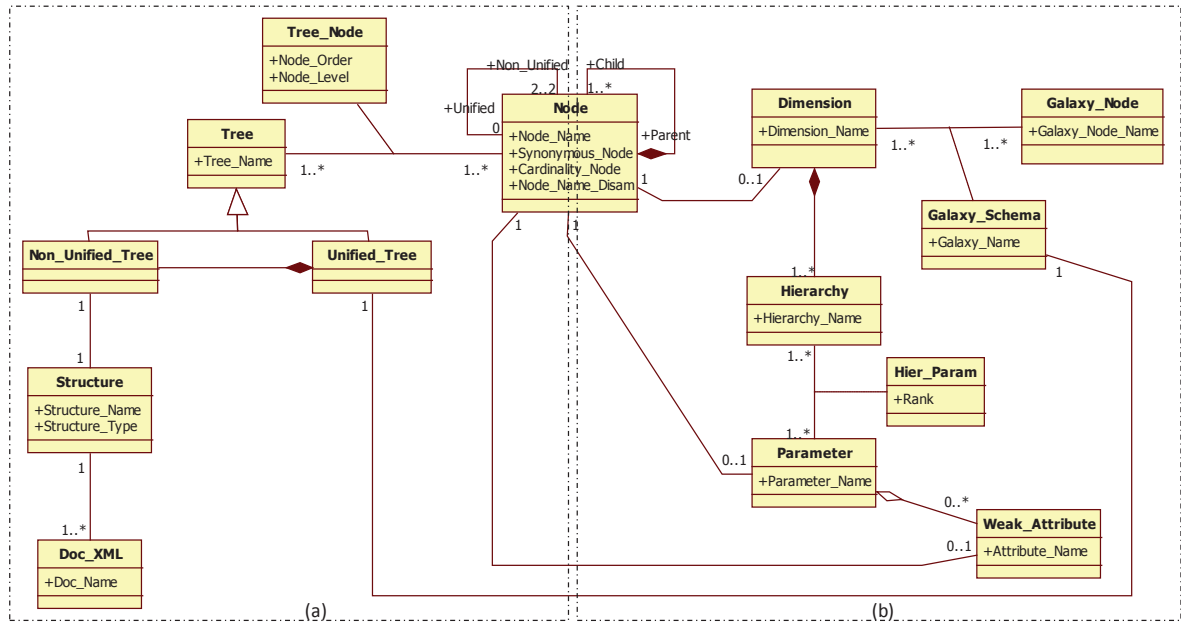 Tree_Node
+Node_Order
+Node_Level
+Non_Unified
2..2
+Unified
0
+Child
1..*
+Parent
Node
+Node_Name
+Synonymous_Node
+Cardinality_Node
+Node_Name_Disam
Tree
+Tree_Name
1..*
1..*
Dimension
+Dimension_Name
1..*
1..*
Galaxy_Node
+Galaxy_Node_Name
1
0..1
1
1
Galaxy_Schema
+Galaxy_Name
1
Non_Unified_Tree
Unified_Tree
1
1
1..*
Hierarchy
+Hierarchy_Name
1..*
1
Structure
+Structure_Name
+Structure_Type
1
Hier_Param
+Rank
1..*
0..1
Parameter
+Parameter_Name
0..*
0..1
Weak_Attribute
+Attribute_Name
1..*
Doc_XML
+Doc_Name
(a)
(b)